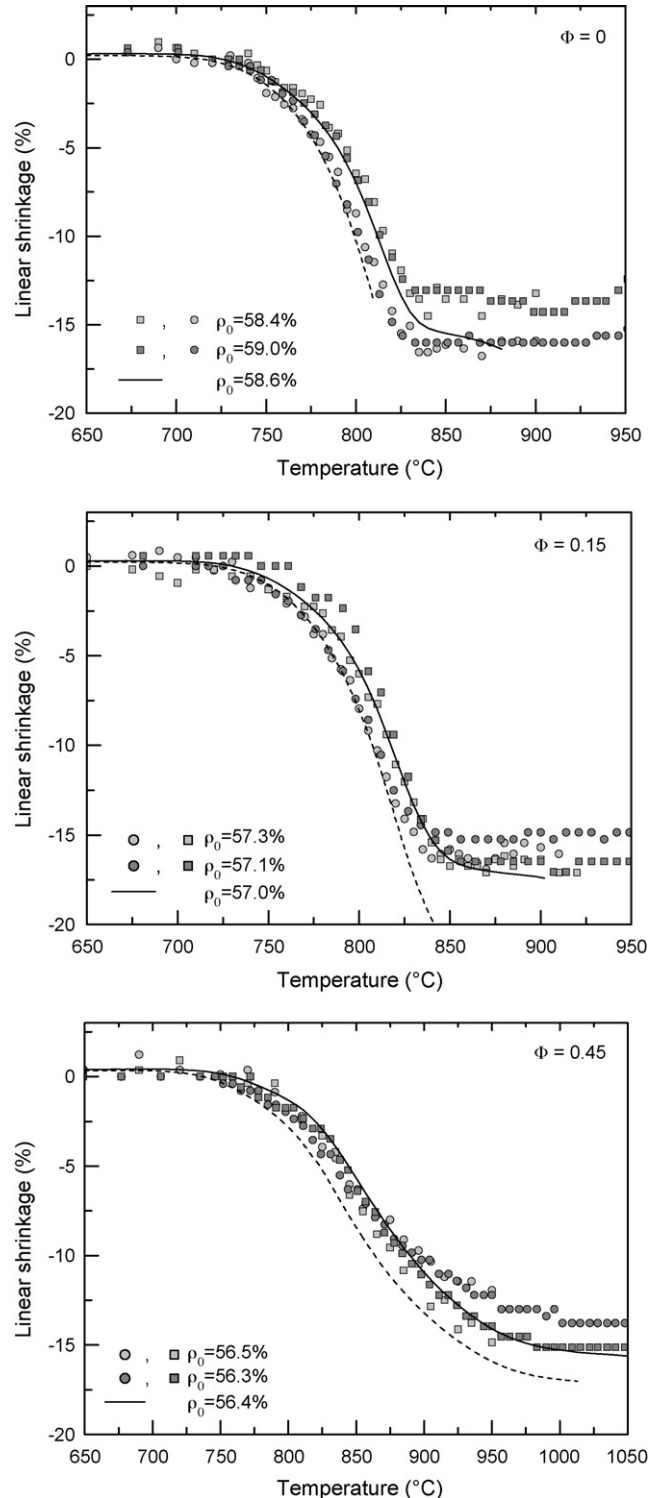 Φ = 0
0
-5
-10
-15
-20
Linear shrinkage (%)
, ρ0=58.4%
, ρ0=59.0%
ρ0=58.6%
650 700 750 800 850 900 950
Temperature (°C)
Φ = 0.15
0
-5
-10
-15
-20
Linear shrinkage (%)
, ρ0=57.3%
, ρ0=57.1%
ρ0=57.0%
650 700 750 800 850 900 950
Temperature (°C)
Φ = 0.45
0
-5
-10
-15
-20
Linear shrinkage (%)
, ρ0=56.5%
, ρ0=56.3%
ρ0=56.4%
650 700 750 800 850 900 950 1000 1050
Temperature (°C)